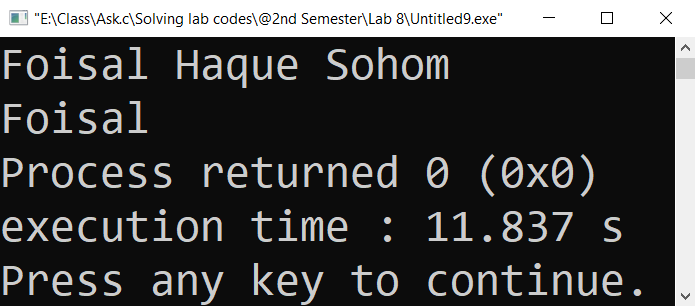 "E:\Class\Ask.c\Solving lab codes\@2nd Semester\Lab 8\Untitled9.exe"
Foisal Haque Sohom
Foisal
Process returned 0 (0x0)
execution time : 11.837 s
Press any key to continue.